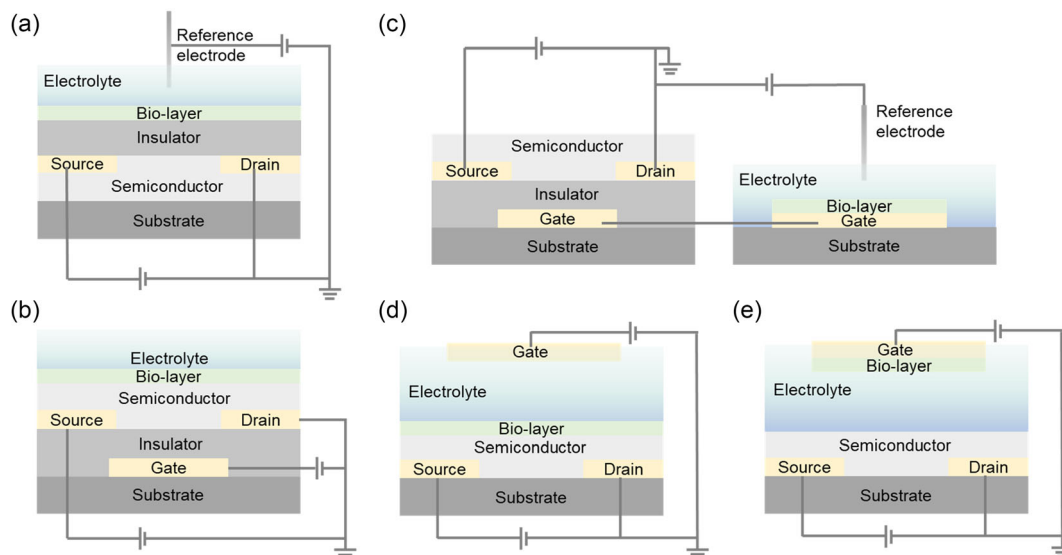 (a)
Reference
electrode
Electrolyte
Bio-layer
Insulator
Source Drain
Semiconductor
Substrate
(c)
Reference
electrode
Semiconductor
Source Drain
Insulator
Gate
Substrate
Electrolyte
Bio-layer
Gate
Substrate
(b)
Electrolyte
Bio-layer
Semiconductor
Source Drain
Insulator
Gate
Substrate
(d)
Gate
Electrolyte
Bio-layer
Semiconductor
Source Drain
Substrate
(e)
Gate
Bio-layer
Electrolyte
Semiconductor
Source Drain
Substrate